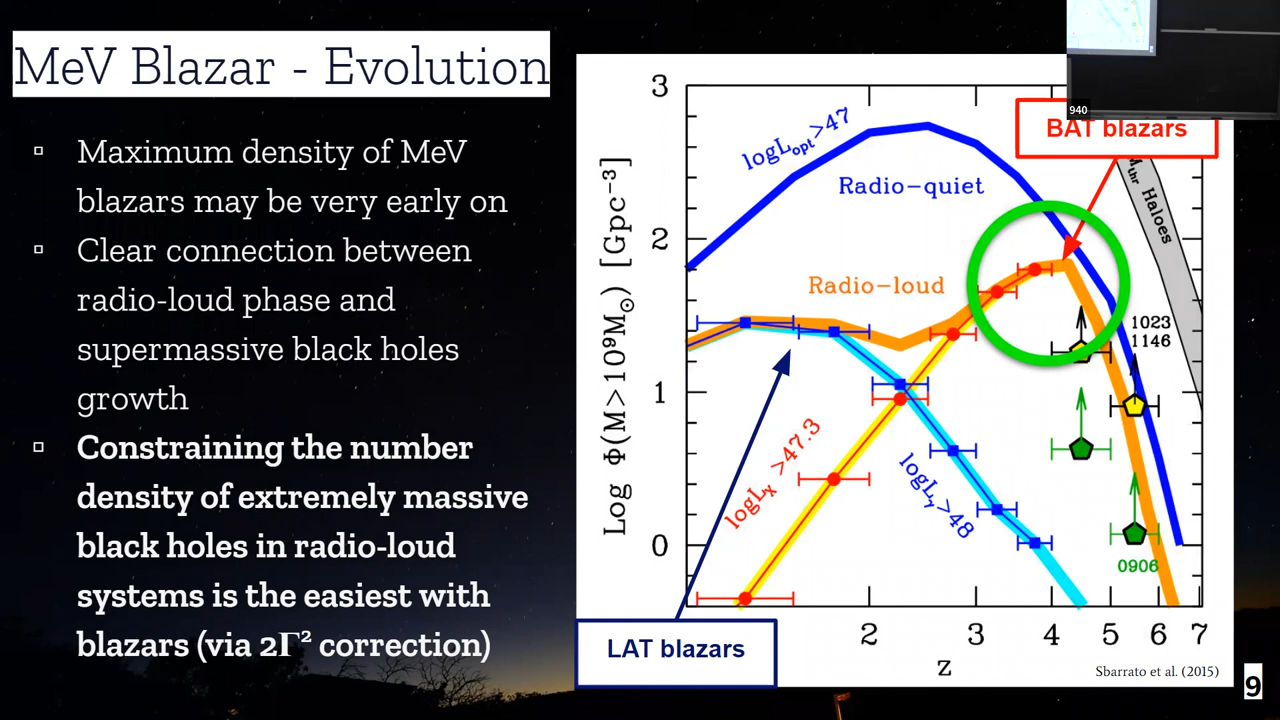 MeV Blazar - Evolution
▫ Maximum density of MeV
blazars may be very early on
▫ Clear connection between
radio-loud phase and
supermassive black holes
growth
▫ Constraining the number
density of extremely massive
black holes in radio-loud
systems is the easiest with
blazars (via 2Γ² correction)
940
BAT blazars
logL_opt>47
Radio-quiet
M_thr Haloes
Radio-loud
1023
1146
logL_X >47.3
logL_γ>48
0906
LAT blazars
Log Φ(M>10⁹M_⊙) [Gpc⁻³]
3
2
1
0
2 3 4 5 6 7
z
Sbarrato et al. (2015)
9